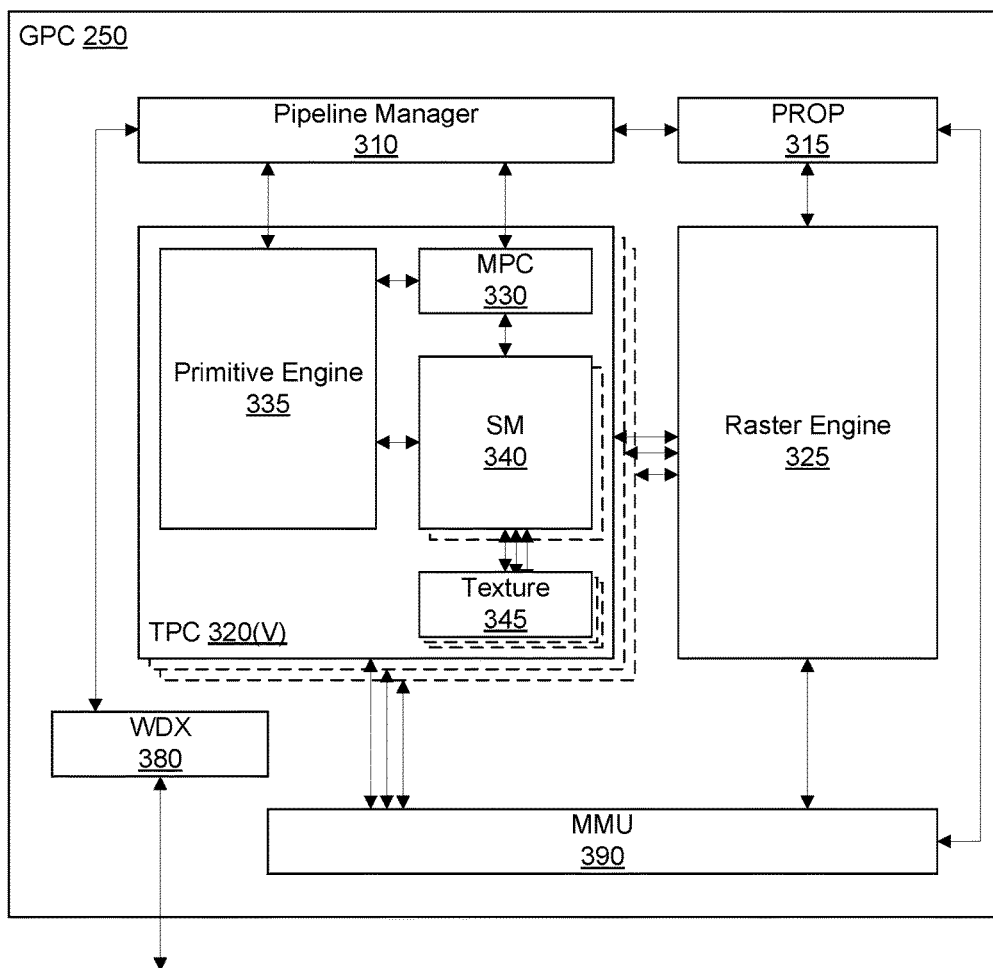 GPC 250
Pipeline Manager
310
PROP
315
MPC
330
Primitive Engine
335
SM
340
Raster Engine
325
Texture
345
TPC 320(V)
WDX
380
MMU
390